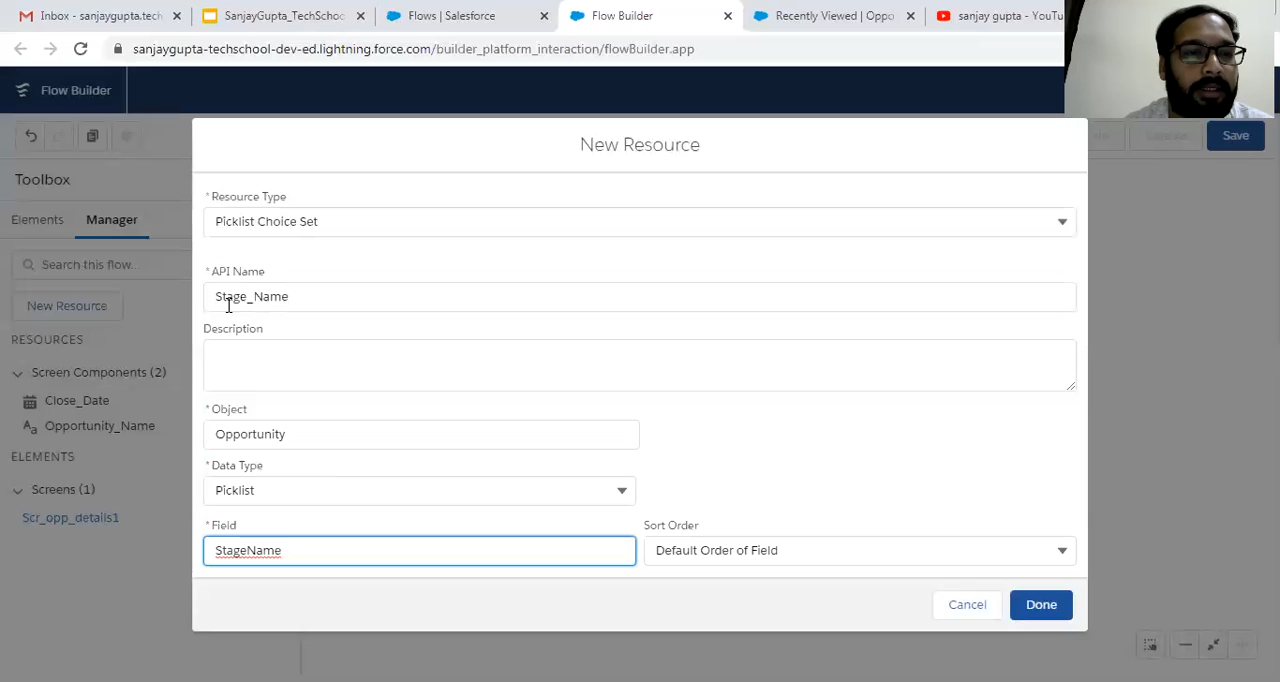 Inbox - sanjaygupta.tech
SanjayGupta_TechSchoo
Flows | Salesforce
Flow Builder
Recently Viewed | Oppo
sanjay gupta - YouTu
sanjaygupta-techschool-dev-ed.lightning.force.com/builder_platform_interaction/flowBuilder.app
Flow Builder
New Resource
Save
Toolbox
Elements
Manager
Search this flow...
New Resource
RESOURCES
Screen Components (2)
Close_Date
Opportunity_Name
ELEMENTS
Screens (1)
Scr_opp_details1
* Resource Type
Picklist Choice Set
* API Name
Stage_Name
Description
* Object
Opportunity
* Data Type
Picklist
* Field
Sort Order
StageName
Default Order of Field
Cancel
Done